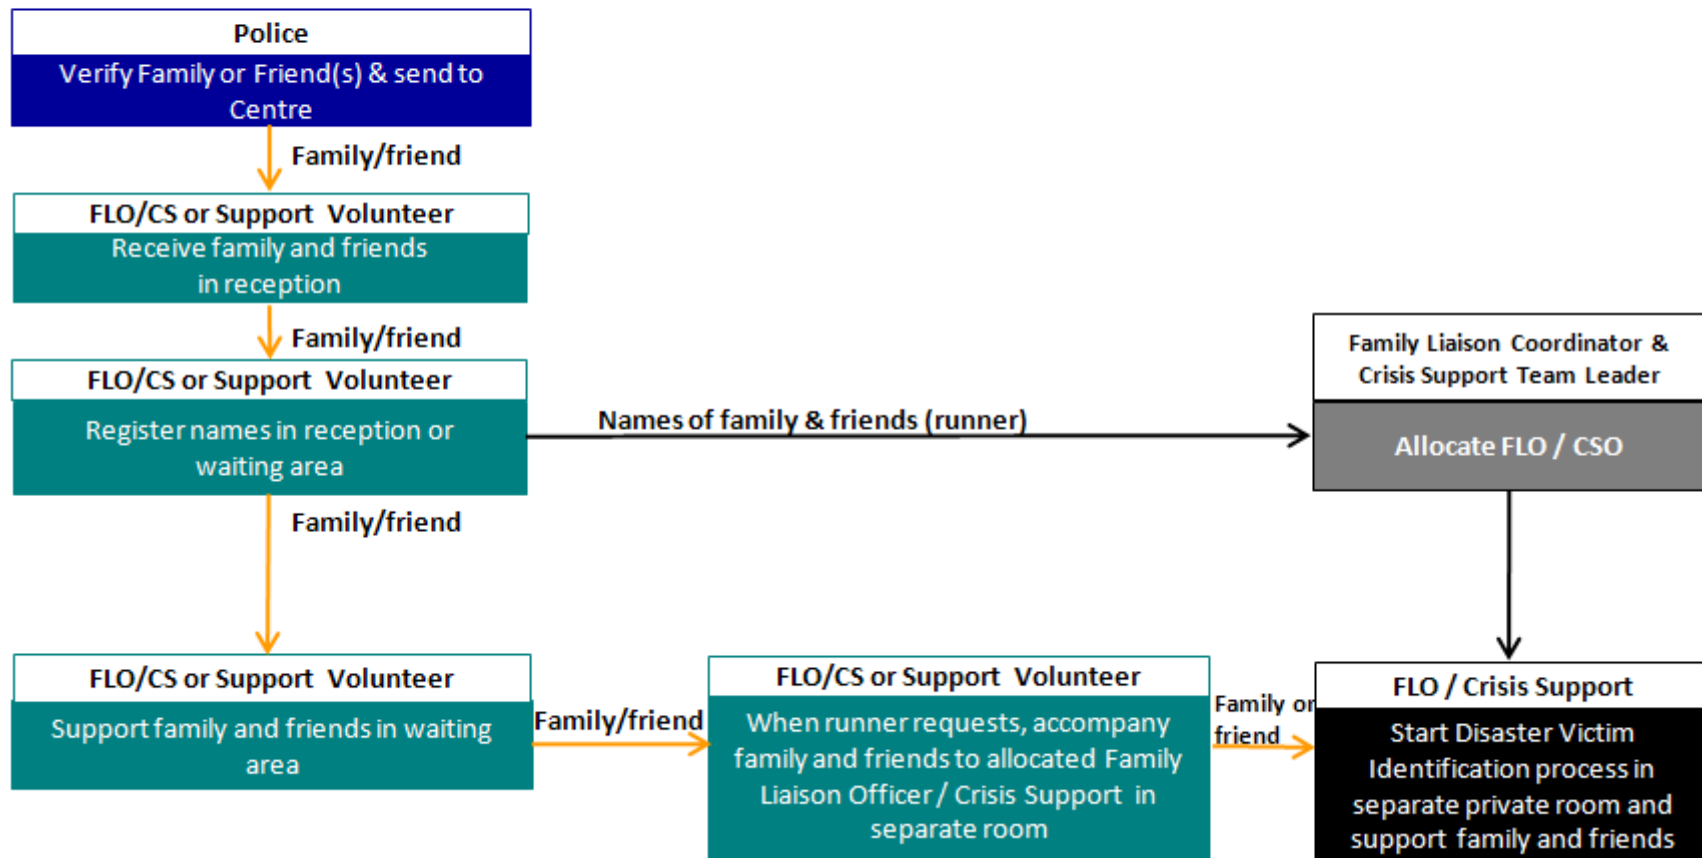 Police
Verify Family or Friend(s) & send to
Centre
Family/friend
FLO/CS or Support Volunteer
Receive family and friends
in reception
Family/friend
FLO/CS or Support Volunteer
Register names in reception or
waiting area
Names of family & friends (runner)
Family Liaison Coordinator &
Crisis Support Team Leader
Allocate FLO / CSO
Family/friend
FLO/CS or Support Volunteer
Support family and friends in waiting
area
Family/friend
FLO/CS or Support Volunteer
When runner requests, accompany
family and friends to allocated Family
Liaison Officer / Crisis Support in
separate room
Family or
friend
FLO / Crisis Support
Start Disaster Victim
Identification process in
separate private room and
support family and friends